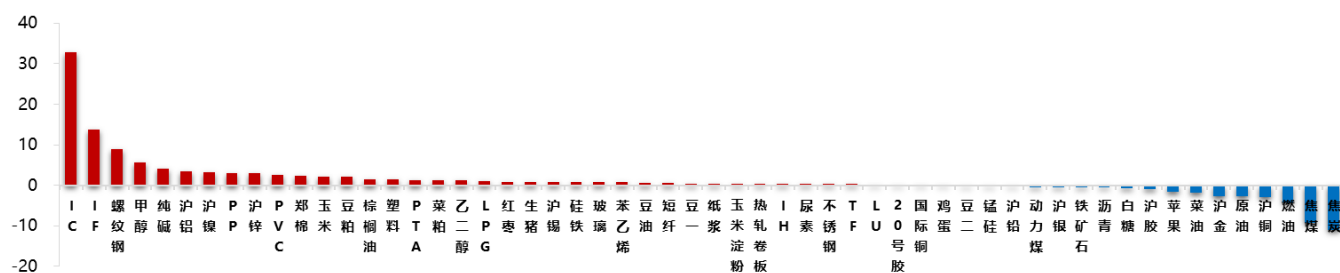 40
30
20
10
0
-10
-20
IC
IF
螺纹钢
甲醇
纯碱
沪铝
沪镍
PP
沪锌
PVC
郑棉
玉米
豆粕
棕榈油
塑料
PTA
菜粕
乙二醇
LPG
红枣
生猪
沪锡
硅铁
玻璃
苯乙烯
豆油
短纤
豆一
纸浆
玉米淀粉
热轧卷板
IH
尿素
不锈钢
TF
LU
20号胶
国际铜
鸡蛋
豆二
锰硅
沪铅
动力煤
沪银
铁矿石
沥青
白糖
沪胶
苹果
菜油
沪金
原油
沪铜
燃油
焦煤
焦炭